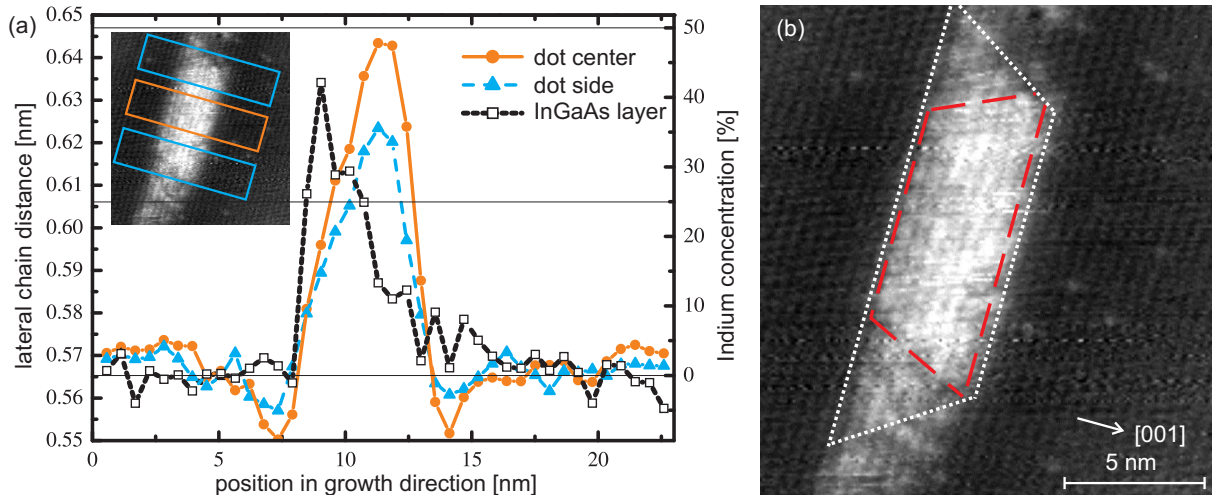 (a)
lateral chain distance [nm]
0.65
0.64
0.63
0.62
0.61
0.60
0.59
0.58
0.57
0.56
0.55
0
5
10
15
20
position in growth direction [nm]
dot center
dot side
InGaAs layer
50
40
30
20
10
0
Indium concentration [%]
(b)
[001]
5 nm